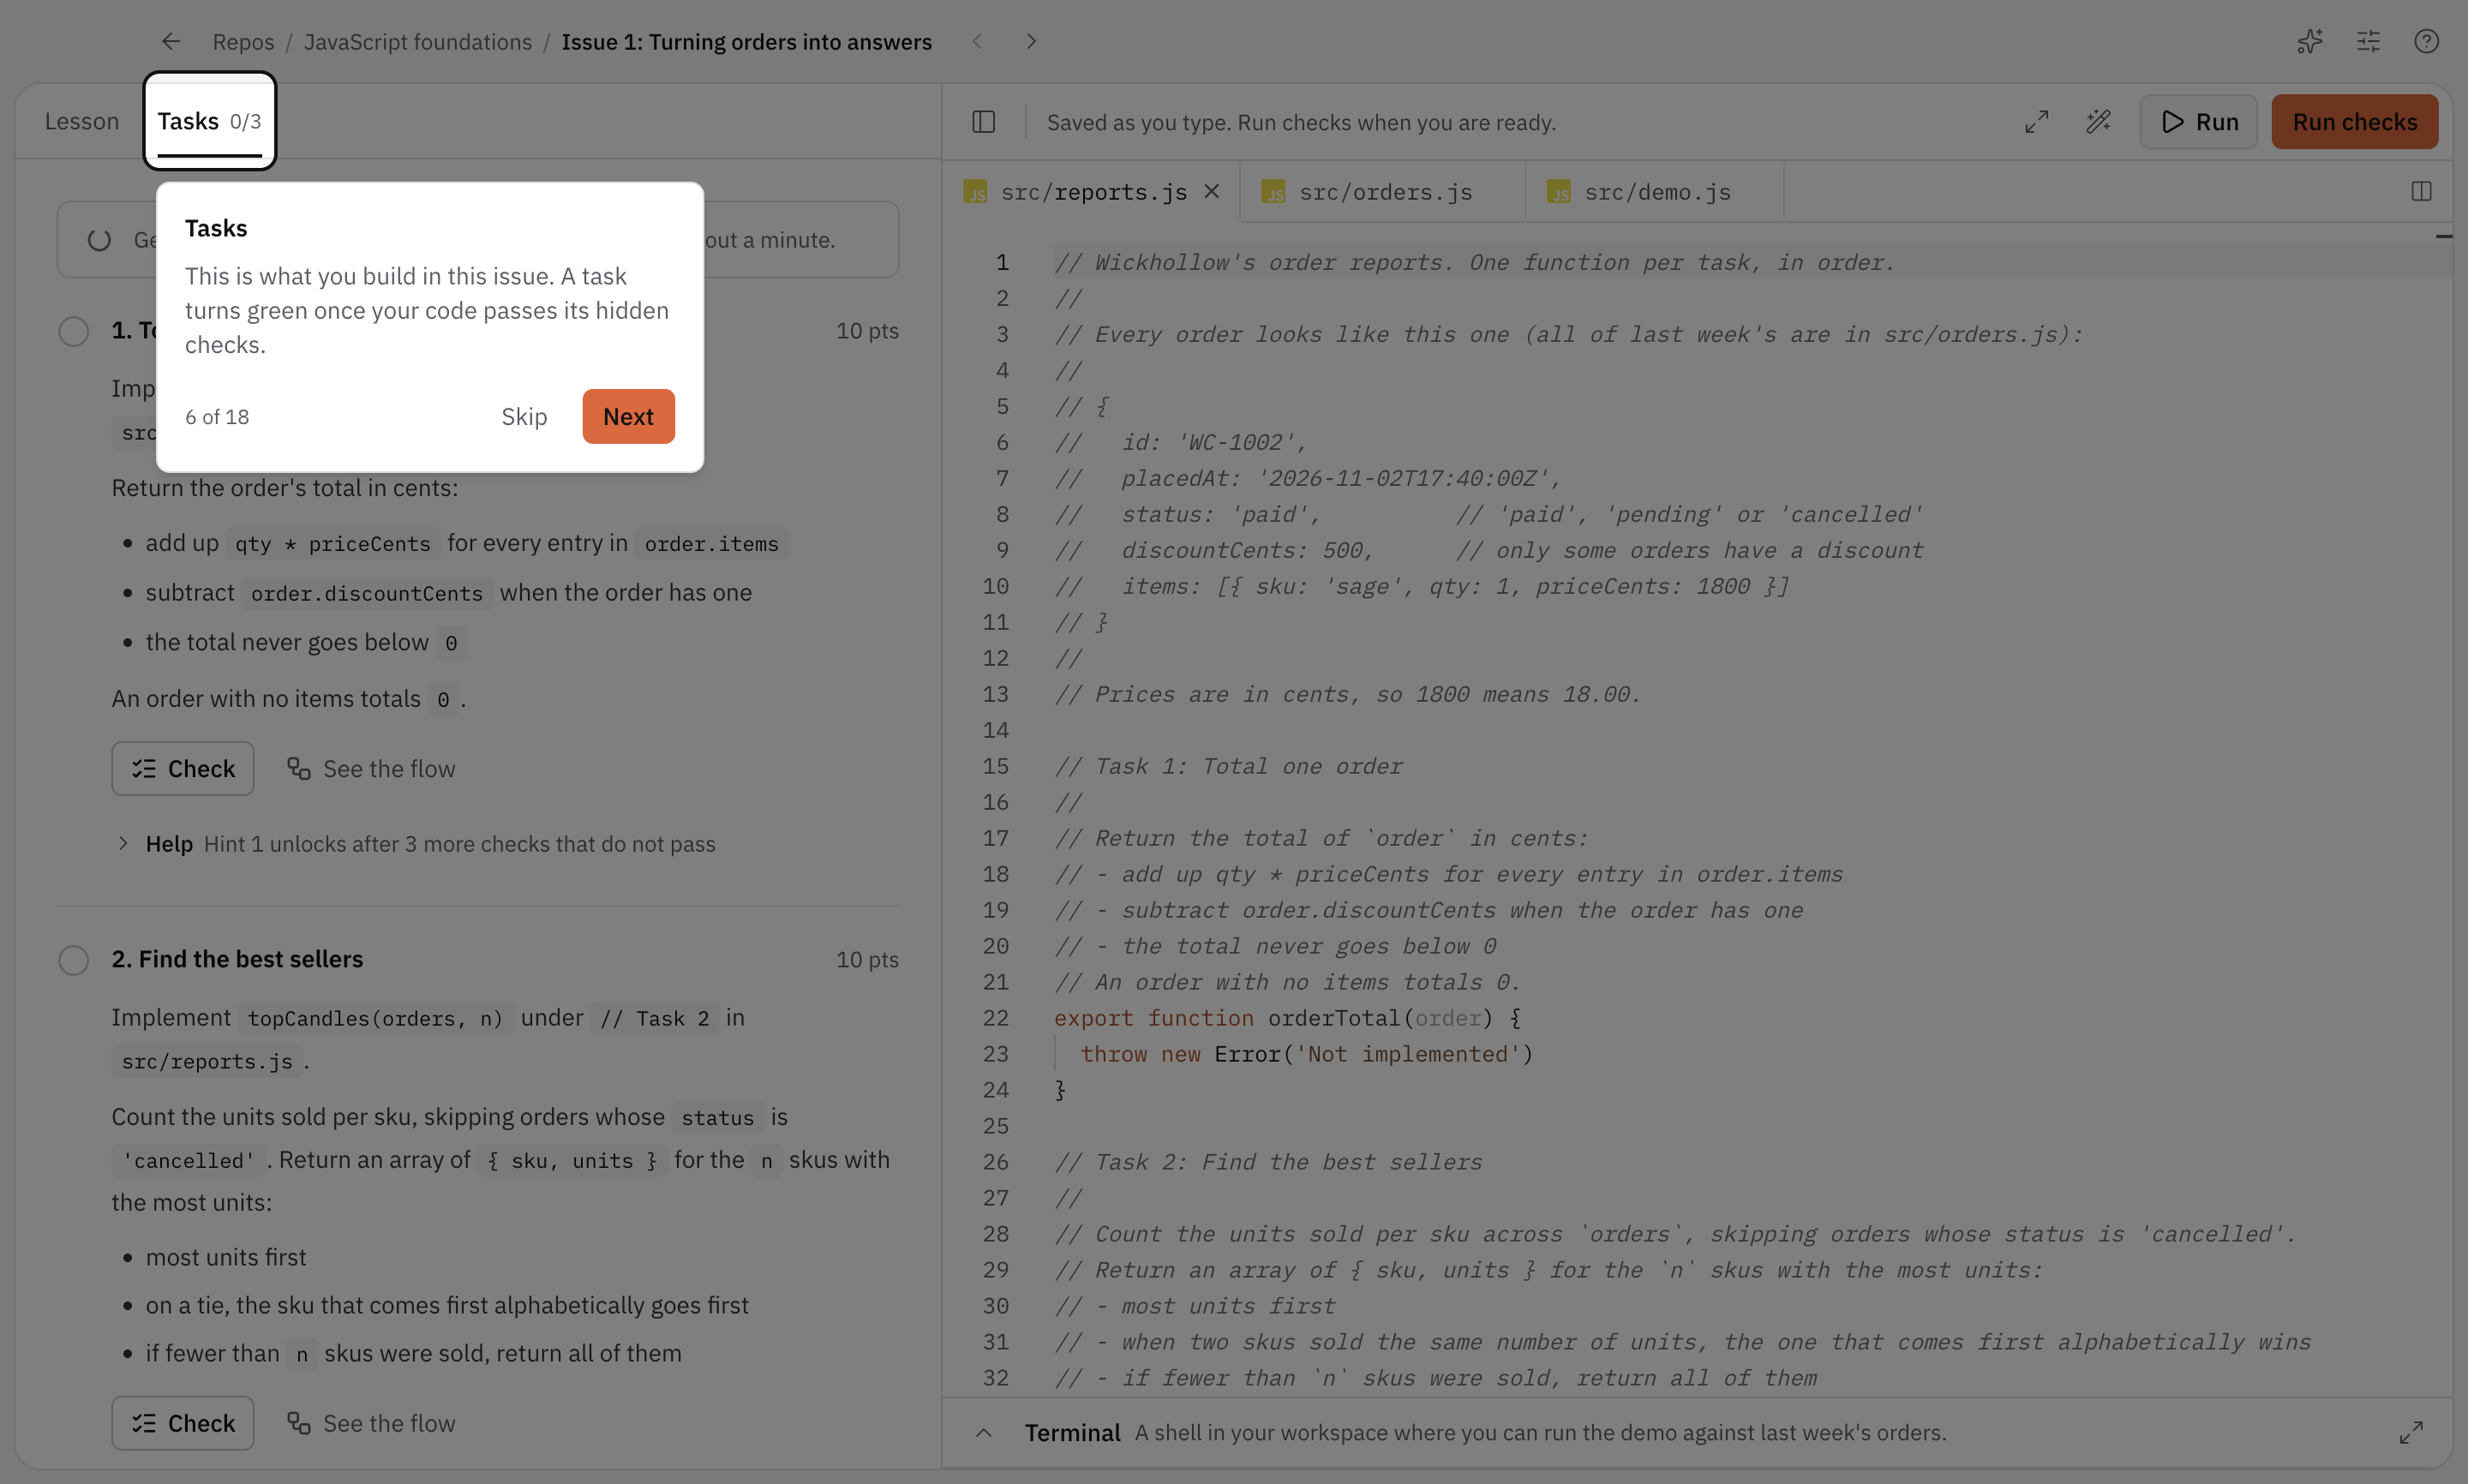 Repos / JavaScript foundations / Issue 1: Turning orders into answers
Lesson
Tasks 0/3
Tasks
This is what you build in this issue. A task
turns green once your code passes its hidden
checks.
6 of 18
Skip
Next
out a minute.
1.
10 pts
Return the order's total in cents:
• add up qty * priceCents for every entry in order.items
• subtract order.discountCents when the order has one
• the total never goes below 0
An order with no items totals 0.
Check
See the flow
Help Hint 1 unlocks after 3 more checks that do not pass
2. Find the best sellers
10 pts
Implement topCandles(orders, n) under // Task 2 in
src/reports.js.
Count the units sold per sku, skipping orders whose status is
'cancelled'. Return an array of { sku, units } for the n skus with
the most units:
• most units first
• on a tie, the sku that comes first alphabetically goes first
• if fewer than n skus were sold, return all of them
Check
See the flow
Saved as you type. Run checks when you are ready.
Run
Run checks
JS src/reports.js
JS src/orders.js
JS src/demo.js
1 // Wickhollow's order reports. One function per task, in order.
2 //
3 // Every order looks like this one (all of last week's are in src/orders.js):
4 //
5 // {
6 //   id: 'WC-1002',
7 //   placedAt: '2026-11-02T17:40:00Z',
8 //   status: 'paid',          // 'paid', 'pending' or 'cancelled'
9 //   discountCents: 500,      // only some orders have a discount
10 //   items: [{ sku: 'sage', qty: 1, priceCents: 1800 }]
11 // }
12 //
13 // Prices are in cents, so 1800 means 18.00.
14
15 // Task 1: Total one order
16 //
17 // Return the total of `order` in cents:
18 // - add up qty * priceCents for every entry in order.items
19 // - subtract order.discountCents when the order has one
20 // - the total never goes below 0
21 // An order with no items totals 0.
22 export function orderTotal(order) {
23   throw new Error('Not implemented')
24 }
25
26 // Task 2: Find the best sellers
27 //
28 // Count the units sold per sku across `orders`, skipping orders whose status is 'cancelled'.
29 // Return an array of { sku, units } for the `n` skus with the most units:
30 // - most units first
31 // - when two skus sold the same number of units, the one that comes first alphabetically wins
32 // - if fewer than `n` skus were sold, return all of them
Terminal A shell in your workspace where you can run the demo against last week's orders.